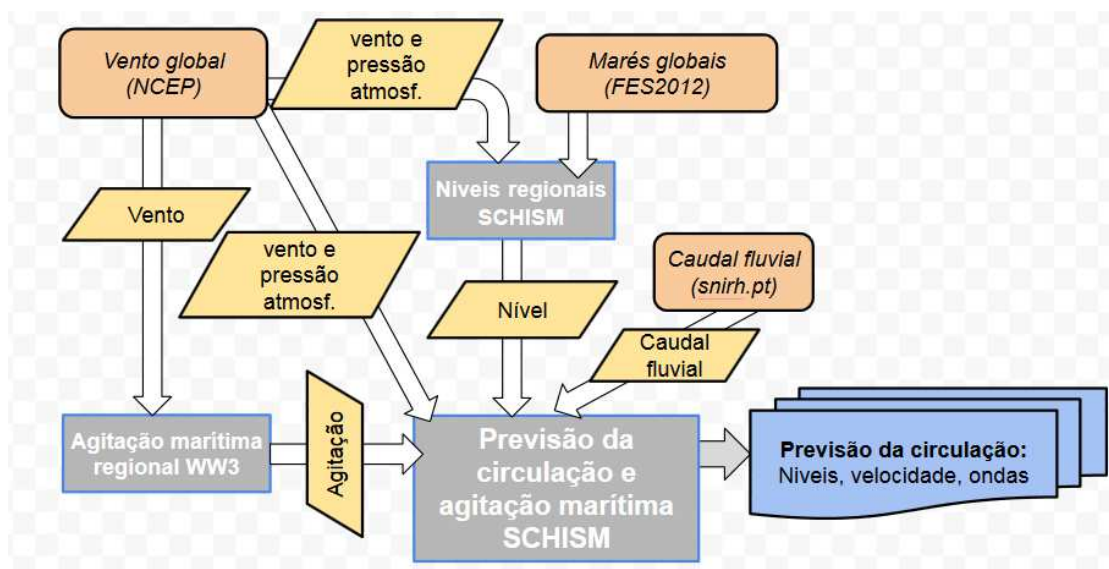 Vento global
(NCEP)
vento e
pressão
atmosf.
Marés globais
(FES2012)
Niveis regionais
SCHISM
Vento
vento e
pressão
atmosf.
Caudal fluvial
(snirh.pt)
Nível
Caudal
fluvial
Agitação marítima
regional WW3
Agitação
Previsão da
circulação e
agitação marítima
SCHISM
Previsão da circulação:
Niveis, velocidade, ondas